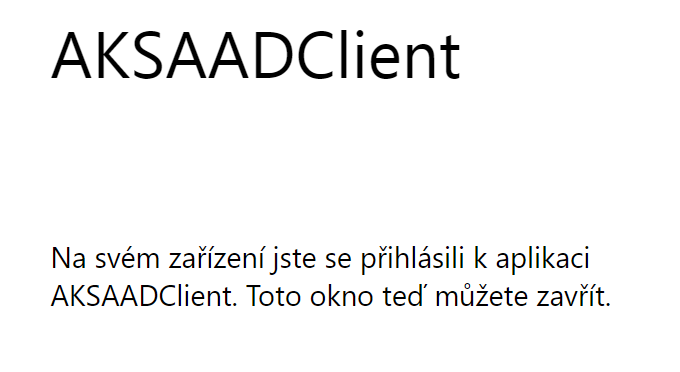 AKSAADClient
Na svém zařízení jste se přihlásili k aplikaci
AKSAADClient. Toto okno teď můžete zavřít.